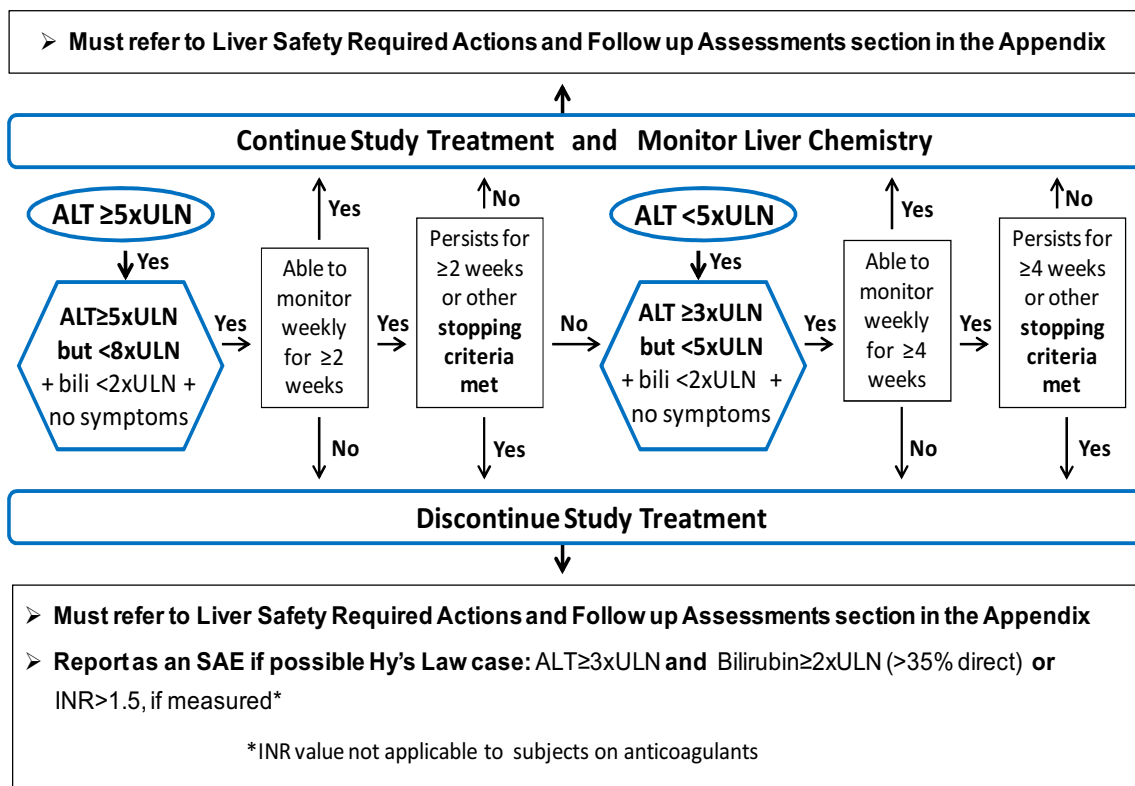 ➢ Must refer to Liver Safety Required Actions and Follow up Assessments section in the Appendix
Continue Study Treatment and Monitor Liver Chemistry
ALT ≥5xULN
Yes
ALT≥5xULN
but <8xULN
+ bili <2xULN +
no symptoms
Yes
Yes
Able to
monitor
weekly
for ≥2
weeks
No
Yes
No
Persists for
≥2 weeks
or other
stopping
criteria
met
Yes
No
ALT <5xULN
Yes
ALT ≥3xULN
but <5xULN
+ bili <2xULN +
no symptoms
Yes
Yes
Able to
monitor
weekly
for ≥4
weeks
No
Yes
No
Persists for
≥4 weeks
or other
stopping
criteria
met
Yes
Discontinue Study Treatment
➢ Must refer to Liver Safety Required Actions and Follow up Assessments section in the Appendix
➢ Report as an SAE if possible Hy's Law case: ALT≥3xULN and Bilirubin≥2xULN (>35% direct) or
INR>1.5, if measured*
*INR value not applicable to subjects on anticoagulants